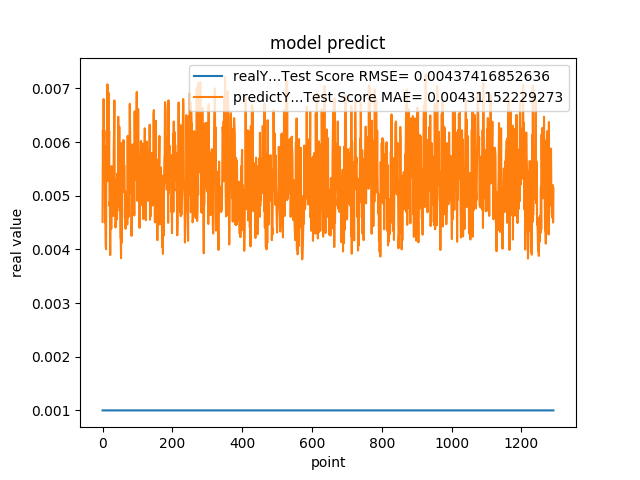 model predict
realY...Test Score RMSE= 0.00437416852636
predictY...Test Score MAE= 0.00431152229273
0.007
0.006
0.005
0.004
0.003
0.002
0.001
real value
0 200 400 600 800 1000 1200
point